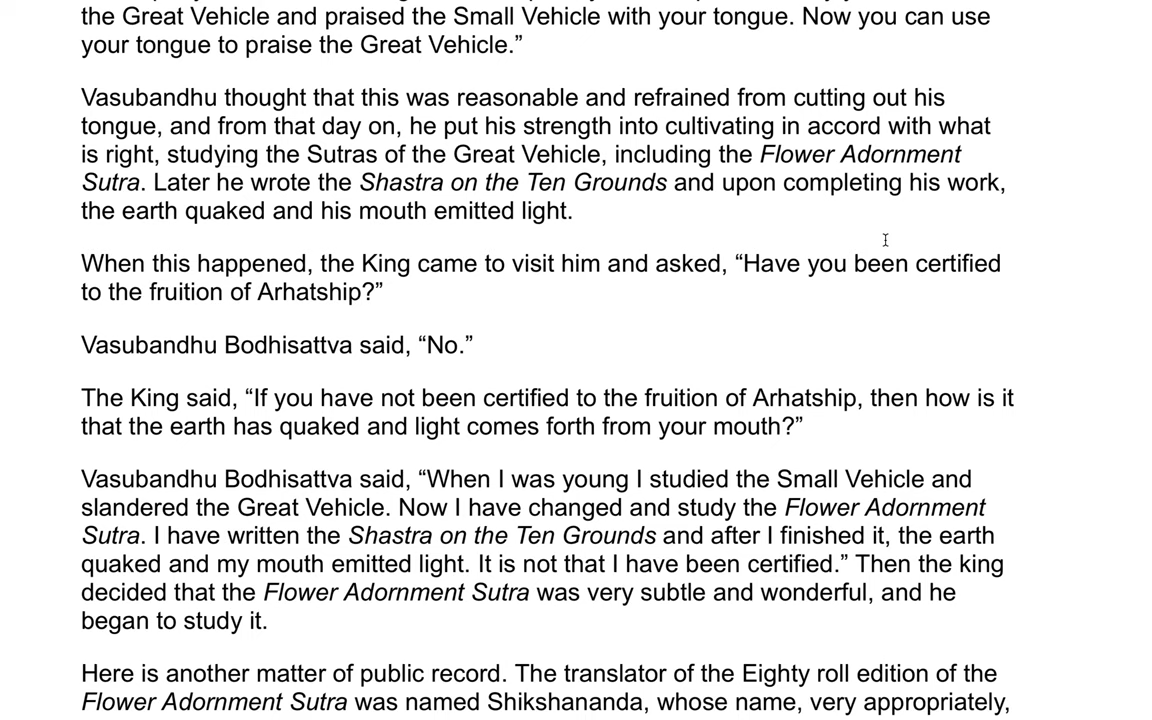 the Great Vehicle and praised the Small Vehicle with your tongue. Now you can use
your tongue to praise the Great Vehicle.”
Vasubandhu thought that this was reasonable and refrained from cutting out his
tongue, and from that day on, he put his strength into cultivating in accord with what
is right, studying the Sutras of the Great Vehicle, including the Flower Adornment
Sutra. Later he wrote the Shastra on the Ten Grounds and upon completing his work,
the earth quaked and his mouth emitted light.
When this happened, the King came to visit him and asked, “Have you been certified
to the fruition of Arhatship?”
Vasubandhu Bodhisattva said, “No.”
The King said, “If you have not been certified to the fruition of Arhatship, then how is it
that the earth has quaked and light comes forth from your mouth?”
Vasubandhu Bodhisattva said, “When I was young I studied the Small Vehicle and
slandered the Great Vehicle. Now I have changed and study the Flower Adornment
Sutra. I have written the Shastra on the Ten Grounds and after I finished it, the earth
quaked and my mouth emitted light. It is not that I have been certified.” Then the king
decided that the Flower Adornment Sutra was very subtle and wonderful, and he
began to study it.
Here is another matter of public record. The translator of the Eighty roll edition of the
Flower Adornment Sutra was named Shikshananda, whose name, very appropriately,